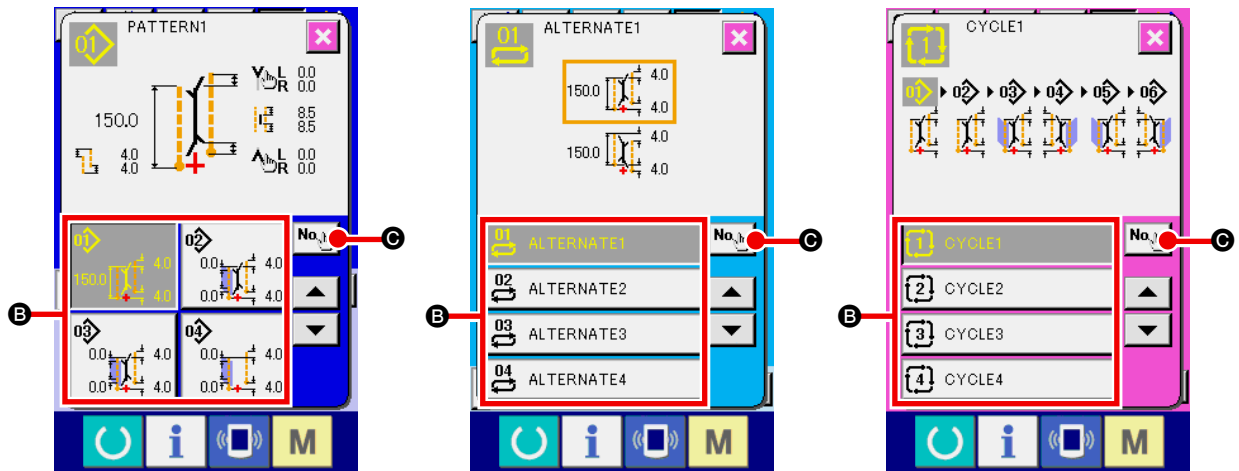 01 PATTERN1
L 0.0
R 0.0
150.0
8.5
8.5
4.0
4.0
L 0.0
R 0.0
01
150.0 4.0
4.0
02
0.0 4.0
0.0 4.0
03
0.0 4.0
0.0 4.0
04
0.0 4.0
0.0 4.0
No.
B
C
M
01 ALTERNATE1
150.0 4.0
4.0
150.0 4.0
4.0
01 ALTERNATE1
02 ALTERNATE2
03 ALTERNATE3
04 ALTERNATE4
No.
B
C
M
1 CYCLE1
01 02 03 04 05 06
1 CYCLE1
2 CYCLE2
3 CYCLE3
4 CYCLE4
No.
B
C
M